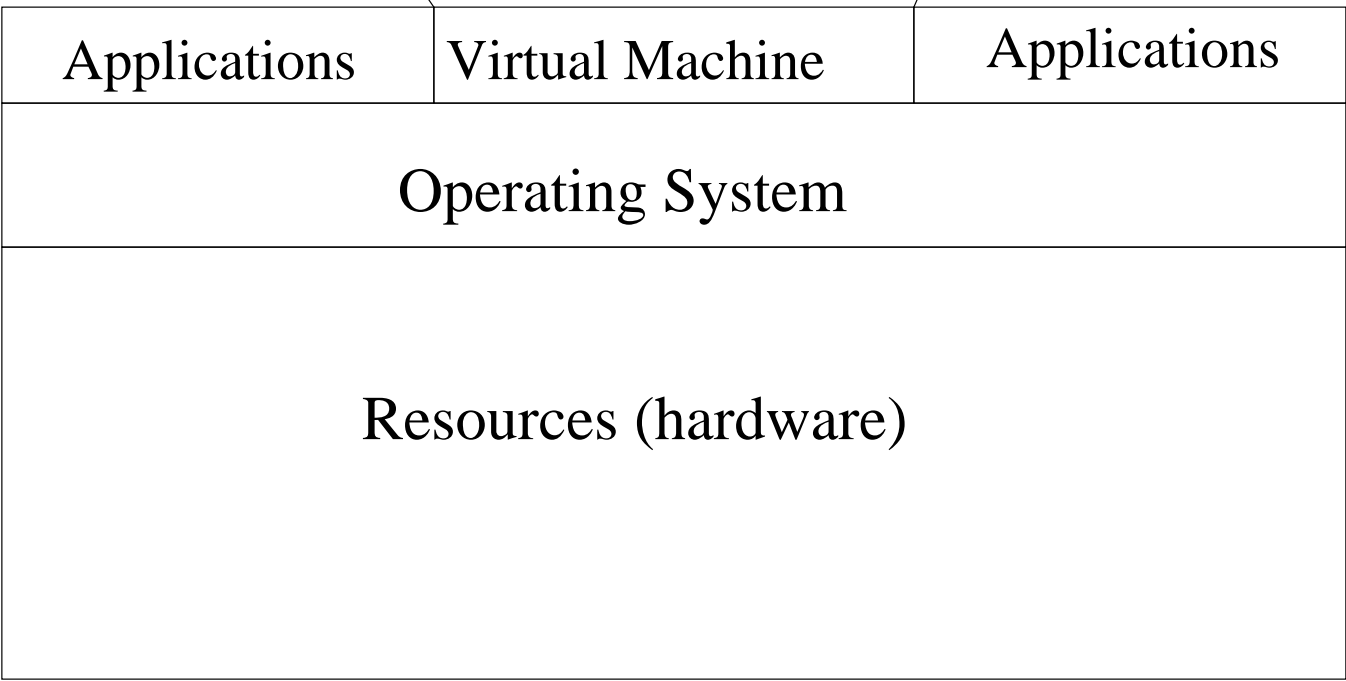 Applications Virtual Machine Applications
Operating System
Resources (hardware)